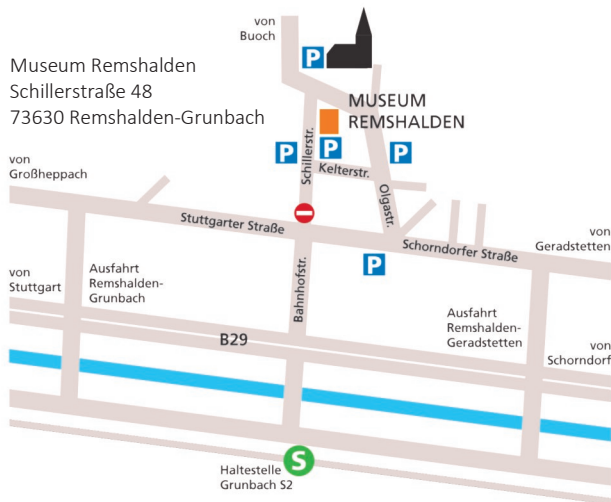 von
Buoch
P
Museum Remshalden
Schillerstraße 48
73630 Remshalden-Grunbach
MUSEUM
REMSHALDEN
P
P
P
Schillerstr.
Kelterstr.
Olgastr.
von
Großheppach
Stuttgarter Straße
Schorndorfer Straße
von
Geradstetten
P
von
Stuttgart
Ausfahrt
Remshalden-
Grunbach
Bahnhofstr.
Ausfahrt
Remshalden-
Geradstetten
B29
von
Schorndorf
S
Haltestelle
Grunbach S2